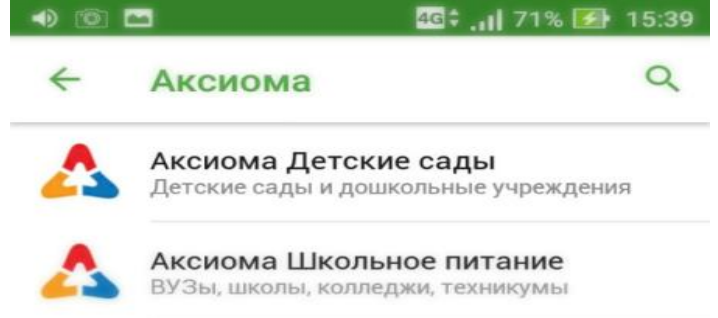 4G 71% 15:39
Аксиома
Аксиома Детские сады
Детские сады и дошкольные учреждения
Аксиома Школьное питание
ВУЗы, школы, колледжи, техникумы